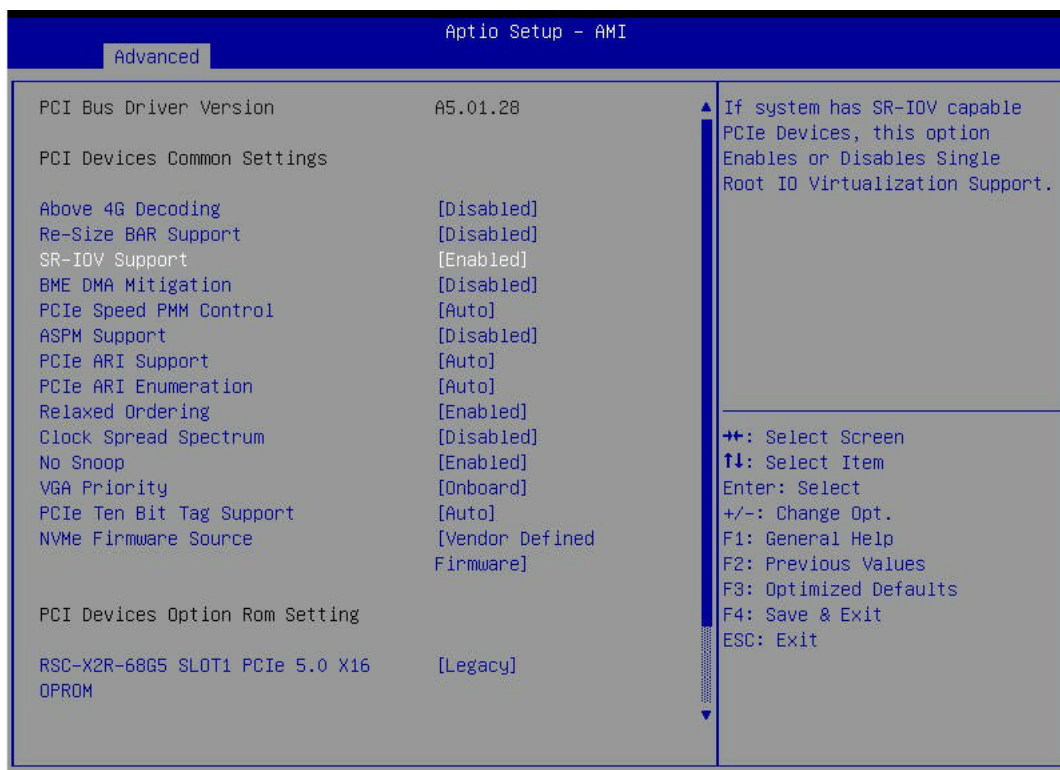 Aptio Setup – AMI
Advanced
PCI Bus Driver Version A5.01.28
PCI Devices Common Settings
Above 4G Decoding [Disabled]
Re-Size BAR Support [Disabled]
SR-IOV Support [Enabled]
BME DMA Mitigation [Disabled]
PCIe Speed PMM Control [Auto]
ASPM Support [Disabled]
PCIe ARI Support [Auto]
PCIe ARI Enumeration [Auto]
Relaxed Ordering [Enabled]
Clock Spread Spectrum [Disabled]
No Snoop [Enabled]
VGA Priority [Onboard]
PCIe Ten Bit Tag Support [Auto]
NVMe Firmware Source [Vendor Defined
Firmware]
PCI Devices Option Rom Setting
RSC-X2R-68G5 SLOT1 PCIe 5.0 X16 [Legacy]
OPROM
If system has SR-IOV capable
PCIe Devices, this option
Enables or Disables Single
Root IO Virtualization Support.
→←: Select Screen
↑↓: Select Item
Enter: Select
+/-: Change Opt.
F1: General Help
F2: Previous Values
F3: Optimized Defaults
F4: Save & Exit
ESC: Exit